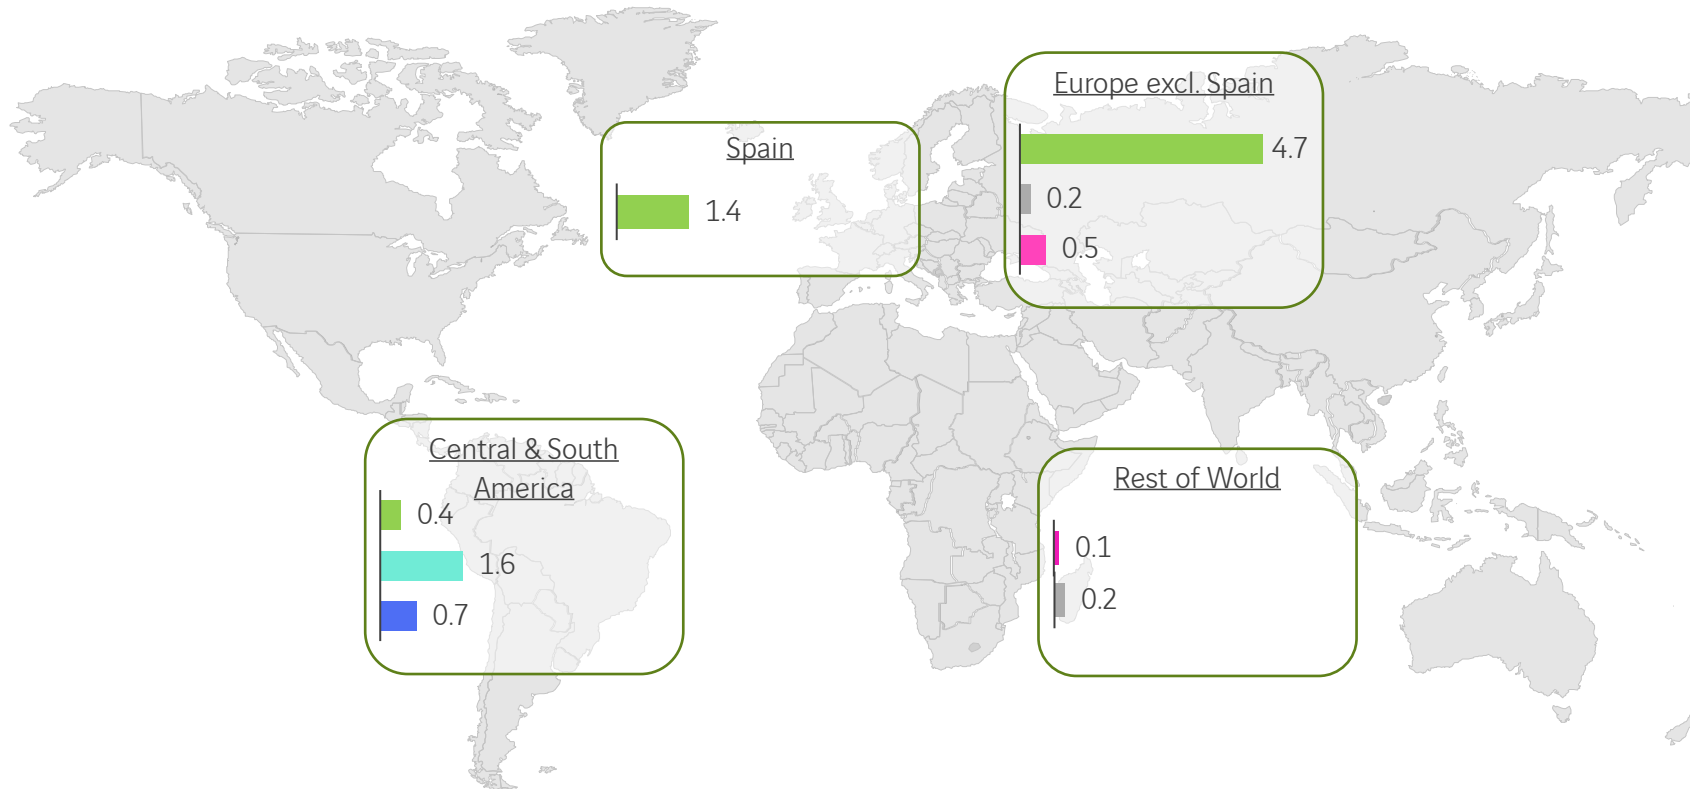 Europe excl. Spain
4.7
0.2
0.5
Spain
1.4
Central & South
America
0.4
1.6
0.7
Rest of World
0.1
0.2